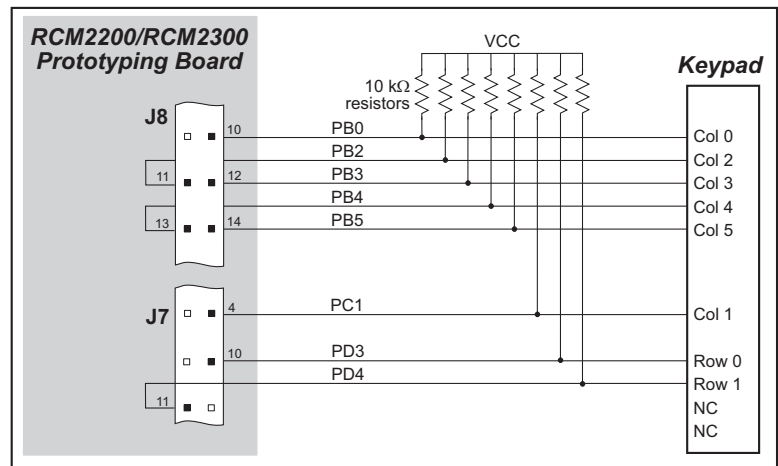 RCM2200/RCM2300
Prototyping Board
VCC
Keypad
10 kΩ
resistors
J8
10
PB0
Col 0
PB2
Col 2
11
12
PB3
Col 3
PB4
Col 4
13
14
PB5
Col 5
J7
4
PC1
Col 1
10
PD3
Row 0
PD4
Row 1
11
NC
NC